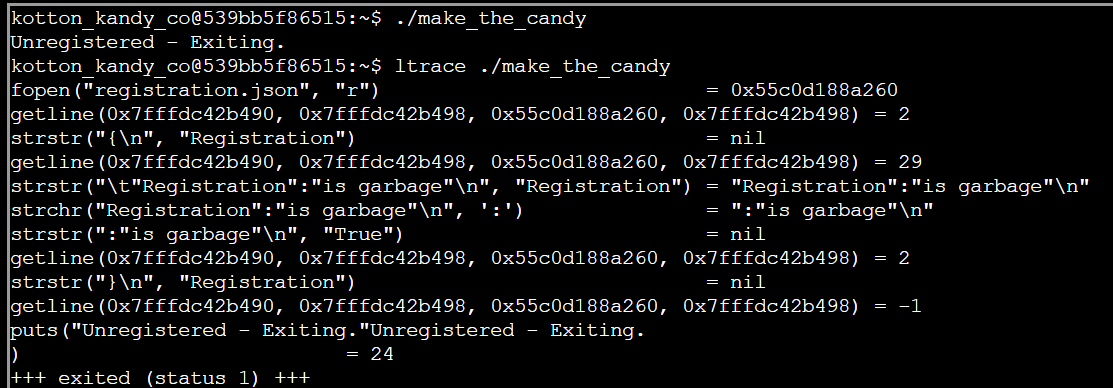 kotton_kandy_co@539bb5f86515:~$ ./make_the_candy
Unregistered - Exiting.
kotton_kandy_co@539bb5f86515:~$ ltrace ./make_the_candy
fopen("registration.json", "r") = 0x55c0d188a260
getline(0x7fffdc42b490, 0x7fffdc42b498, 0x55c0d188a260, 0x7fffdc42b498) = 2
strstr("{\n", "Registration") = nil
getline(0x7fffdc42b490, 0x7fffdc42b498, 0x55c0d188a260, 0x7fffdc42b498) = 29
strstr("\t"Registration":"is garbage"\n", "Registration") = "Registration":"is garbage"\n"
strchr("Registration":"is garbage"\n", ':') = ":"is garbage"\n"
strstr(":"is garbage"\n", "True") = nil
getline(0x7fffdc42b490, 0x7fffdc42b498, 0x55c0d188a260, 0x7fffdc42b498) = 2
strstr("}\n", "Registration") = nil
getline(0x7fffdc42b490, 0x7fffdc42b498, 0x55c0d188a260, 0x7fffdc42b498) = -1
puts("Unregistered - Exiting."Unregistered - Exiting.
) = 24
+++ exited (status 1) +++